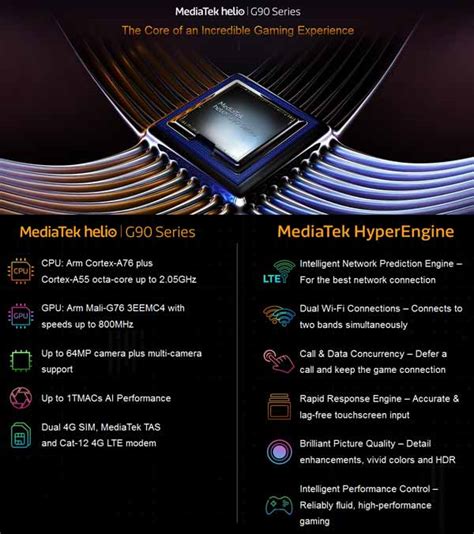 MediaTek helio | G90 Series
The Core of an Incredible Gaming Experience
MediaTek
MediaTek helio | G90 Series
CPU
CPU: Arm Cortex-A76 plus
Cortex-A55 octa-core up to 2.05GHz
GPU
GPU: Arm Mali-G76 3EEMC4 with
speeds up to 800MHz
Up to 64MP camera plus multi-camera
support
Up to 1TMACs AI Performance
Dual 4G SIM, MediaTek TAS
and Cat-12 4G LTE modem
MediaTek HyperEngine
LTE
Intelligent Network Prediction Engine –
For the best network connection
Dual Wi-Fi Connections – Connects to
two bands simultaneously
Call & Data Concurrency – Defer a
call and keep the game connection
Rapid Response Engine – Accurate &
lag-free touchscreen input
Brilliant Picture Quality – Detail
enhancements, vivid colors and HDR
Intelligent Performance Control –
Reliably fluid, high-performance
gaming